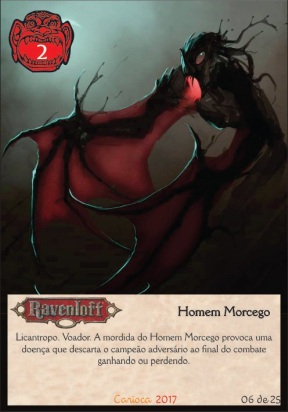 2
Ravenloft
Homem Morcego
Licantropo. Voador. A mordida do Homem Morcego provoca uma
doença que descarta o campeão adversário ao final do combate
ganhando ou perdendo.
Carioca 2017
06 de 25